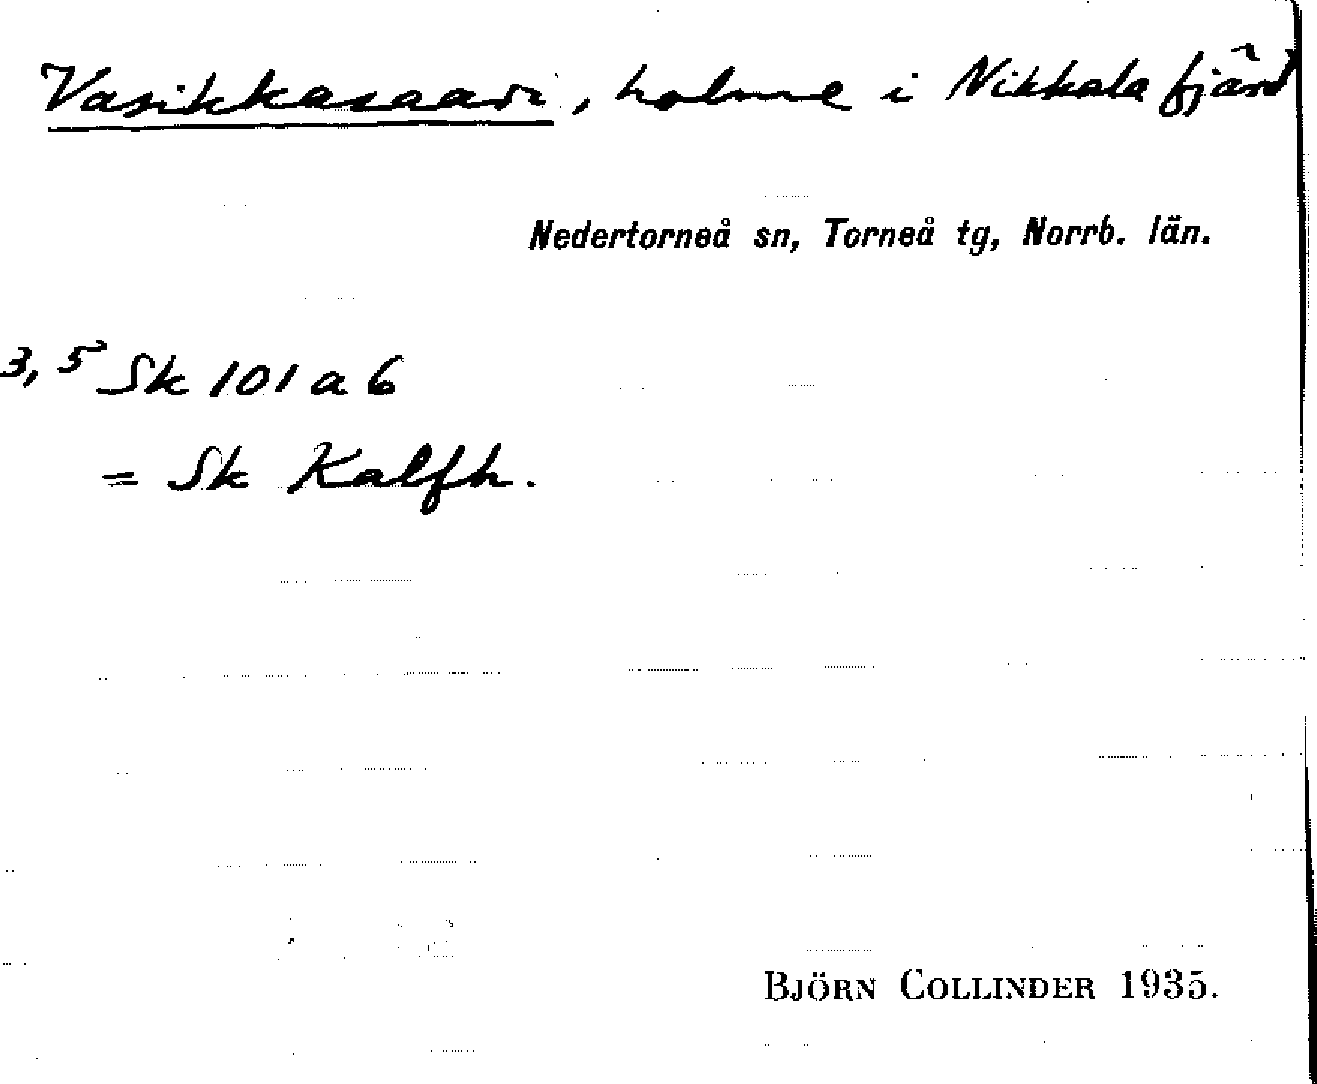 Vasikkasaari, holme i Nikkala fjärd
Nedertorneå sn, Torneå tg, Norrb. län.
3,5 Sk 101 a 6
= Sk Kalfh.
BJÖRN COLLINDER 1935.